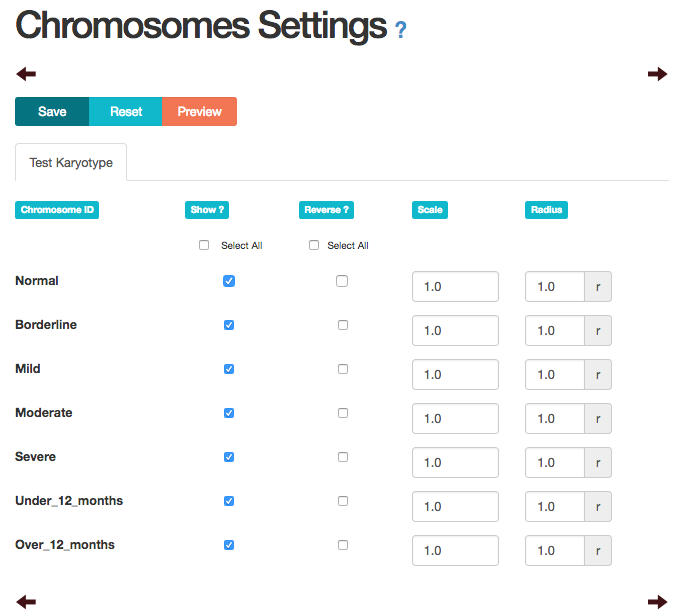 Chromosomes Settings ?
Save Reset Preview
Test Karyotype
Chromosome ID Show ? Reverse ? Scale Radius
Select All Select All
Normal 1.0 1.0 r
Borderline 1.0 1.0 r
Mild 1.0 1.0 r
Moderate 1.0 1.0 r
Severe 1.0 1.0 r
Under_12_months 1.0 1.0 r
Over_12_months 1.0 1.0 r